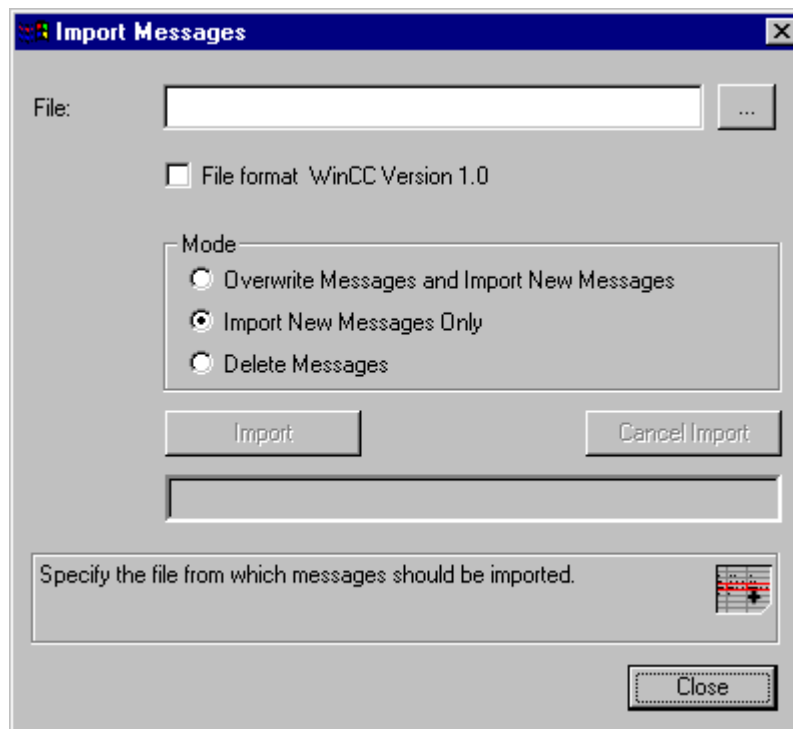 Import Messages
File:
...
File format  WinCC Version 1.0
Mode
Overwrite Messages and Import New Messages
Import New Messages Only
Delete Messages
Import
Cancel Import
Specify the file from which messages should be imported.
Close